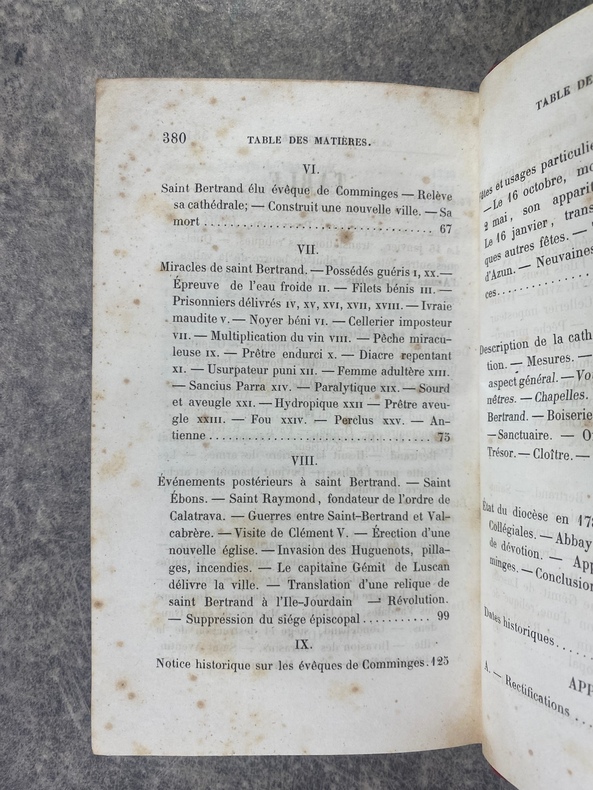 380 TABLE DES MATIÈRES.
VI.
Saint Bertrand élu évêque de Comminges — Relève
sa cathédrale; — Construit une nouvelle ville. — Sa
mort . . . . . . . . . . . . . . . . . . . . . . 67
VII.
Miracles de saint Bertrand. — Possédés guéris I, XX. —
Épreuve de l'eau froide II. — Filets bénis III. —
Prisonniers délivrés IV, XV, XVI, XVII, XVIII. — Ivraie
maudite V. — Noyer béni VI. — Cellerier imposteur
VII. — Multiplication du vin VIII. — Pêche miracu-
leuse IX. — Prêtre endurci X. — Diacre repentant
XI. — Usurpateur puni XII. — Femme adultère XIII.
— Sancius Parra XIV. — Paralytique XIX. — Sourd
et aveugle XXI. — Hydropique XXII — Prêtre aveu-
gle XXIII. — Fou XXIV. — Perclus XXV. — An-
tienne . . . . . . . . . . . . . . . . . . . . . . 75
VIII.
Événements postérieurs à saint Bertrand. — Saint
Ébons. — Saint Raymond, fondateur de l'ordre de
Calatrava. — Guerres entre Saint-Bertrand et Val-
cabrère. — Visite de Clément V. — Érection d'une
nouvelle église. — Invasion des Huguenots, pilla-
ges, incendies. — Le capitaine Gémit de Luscan
délivre la ville. — Translation d'une relique de
saint Bertrand à l'Ile-Jourdain — Révolution.
— Suppression du siége épiscopal . . . . . . . . . . . 99
IX.
Notice historique sur les évêques de Comminges. 125
TABLE DE
Fêtes et usages particulie
— Le 16 octobre, mo
2 mai, son apparit
Le 16 janvier, trans
ques autres fêtes. —
d'Azun. — Neuvaines
ces. . . . . . . . .
Description de la cath
tion. — Mesures. —
aspect général. — Vo
nêtres. — Chapelles.
Bertrand. — Boiserie
— Sanctuaire. — O
Trésor. — Cloître. —
État du diocèse en 17
Collégiales. — Abbay
de dévotion. — App
minges. — Conclusion
Dates historiques. . . . .
APP
A. — Rectifications . . .